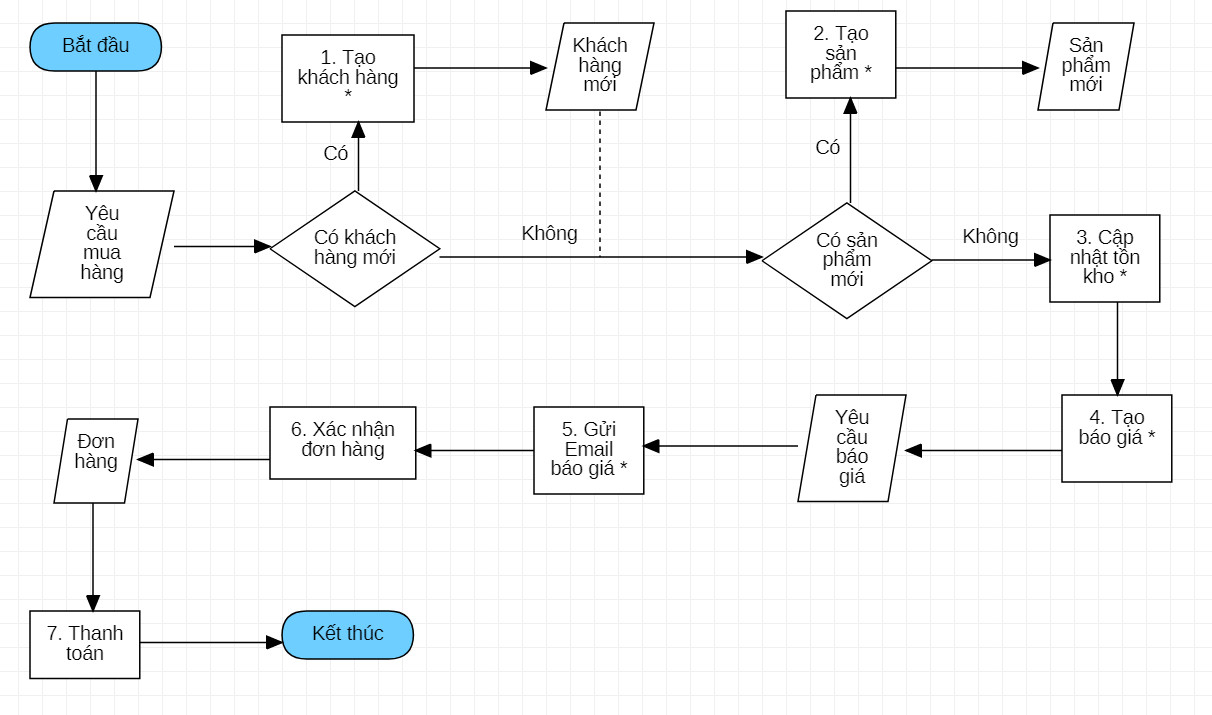 Bắt đầu
1. Tạo
khách hàng
*
Khách
hàng
mới
2. Tạo
sản
phẩm *
Sản
phẩm
mới
Có
Có
Yêu
cầu
mua
hàng
Có khách
hàng mới
Không
Có sản
phẩm
mới
Không
3. Cập
nhật tồn
kho *
4. Tạo
báo giá *
Yêu
cầu
báo
giá
5. Gửi
Email
báo giá *
6. Xác nhận
đơn hàng
Đơn
hàng
7. Thanh
toán
Kết thúc